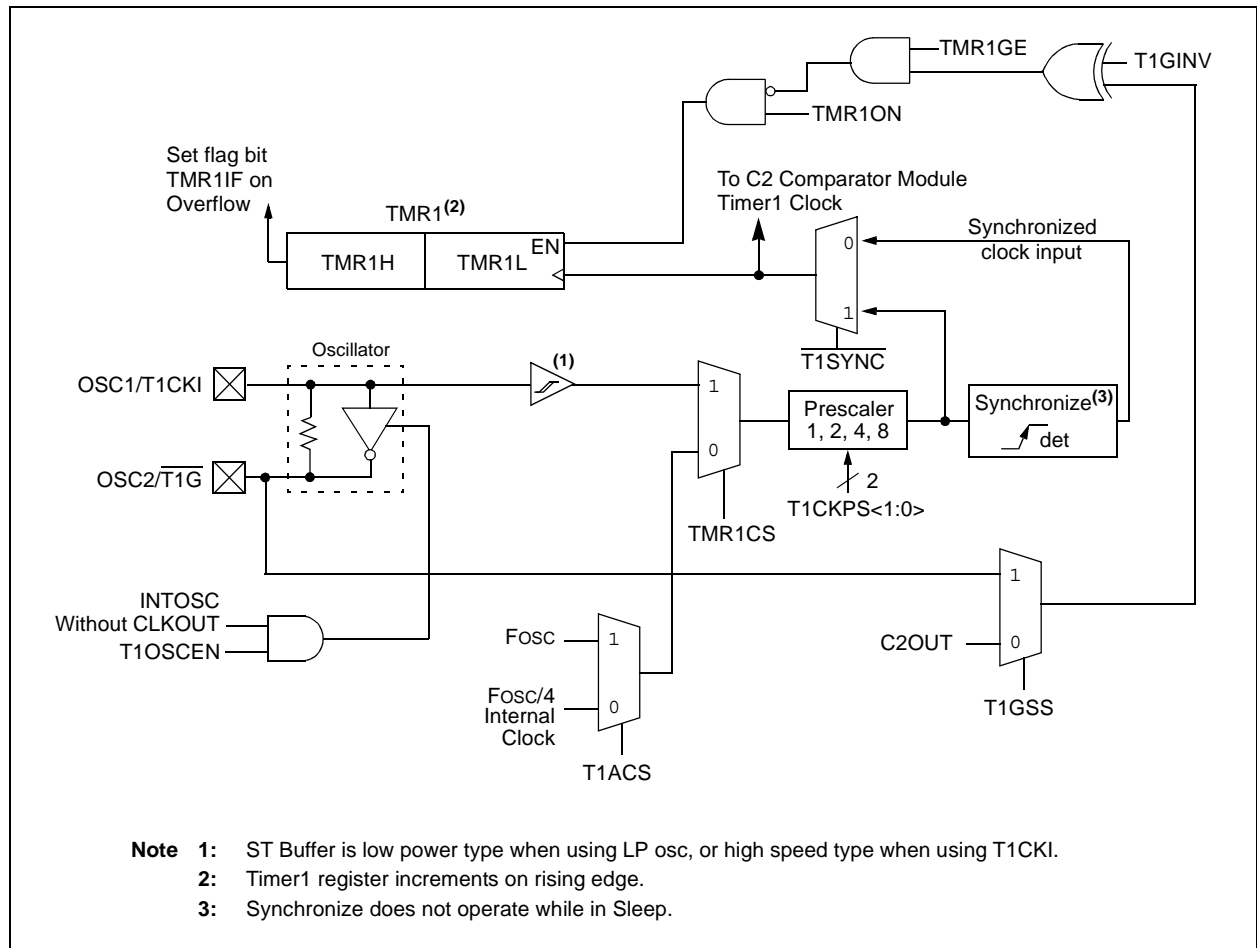 TMR1GE
T1GINV
TMR1ON
Set flag bit
TMR1IF on
Overflow
To C2 Comparator Module
Timer1 Clock
TMR1(2)
EN
TMR1H
TMR1L
0
Synchronized
clock input
1
T1SYNC
Oscillator
(1)
OSC1/T1CKI
1
Prescaler
1, 2, 4, 8
Synchronize(3)
det
0
OSC2/T1G
2
T1CKPS<1:0>
TMR1CS
1
INTOSC
Without CLKOUT
T1OSCEN
FOSC
1
C2OUT
0
FOSC/4
Internal
Clock
0
T1GSS
T1ACS
Note 1: ST Buffer is low power type when using LP osc, or high speed type when using T1CKI.
2: Timer1 register increments on rising edge.
3: Synchronize does not operate while in Sleep.